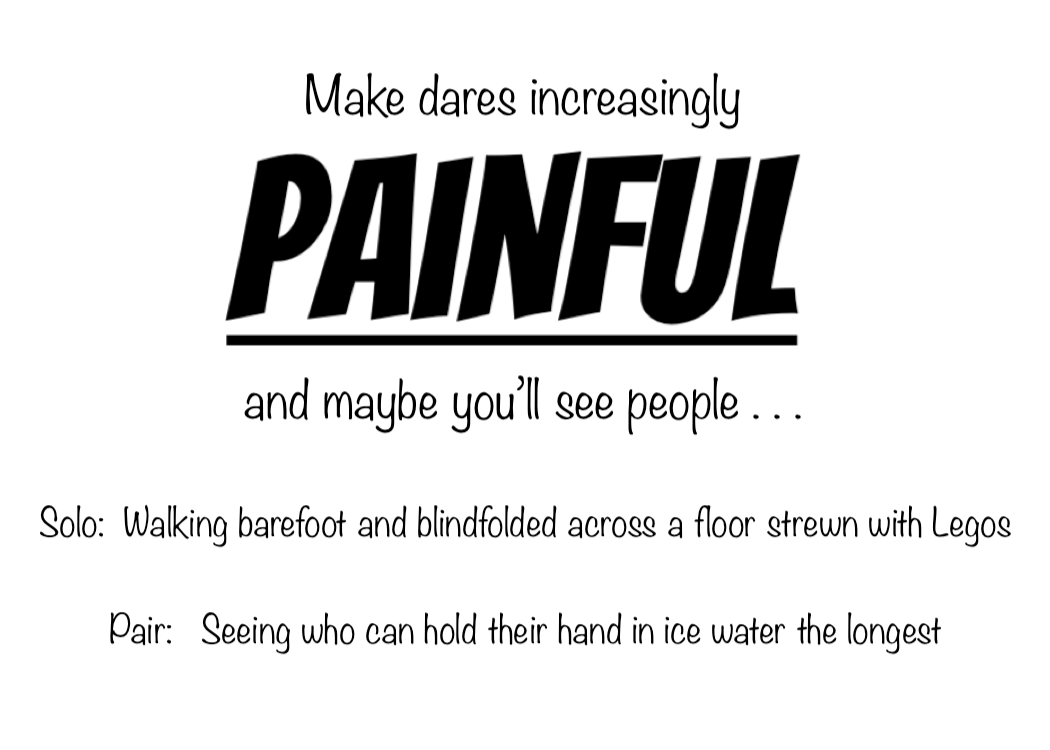 Make dares increasingly
PAINFUL
and maybe you'll see people . . .
Solo:  Walking barefoot and blindfolded across a floor strewn with Legos
Pair:   Seeing who can hold their hand in ice water the longest